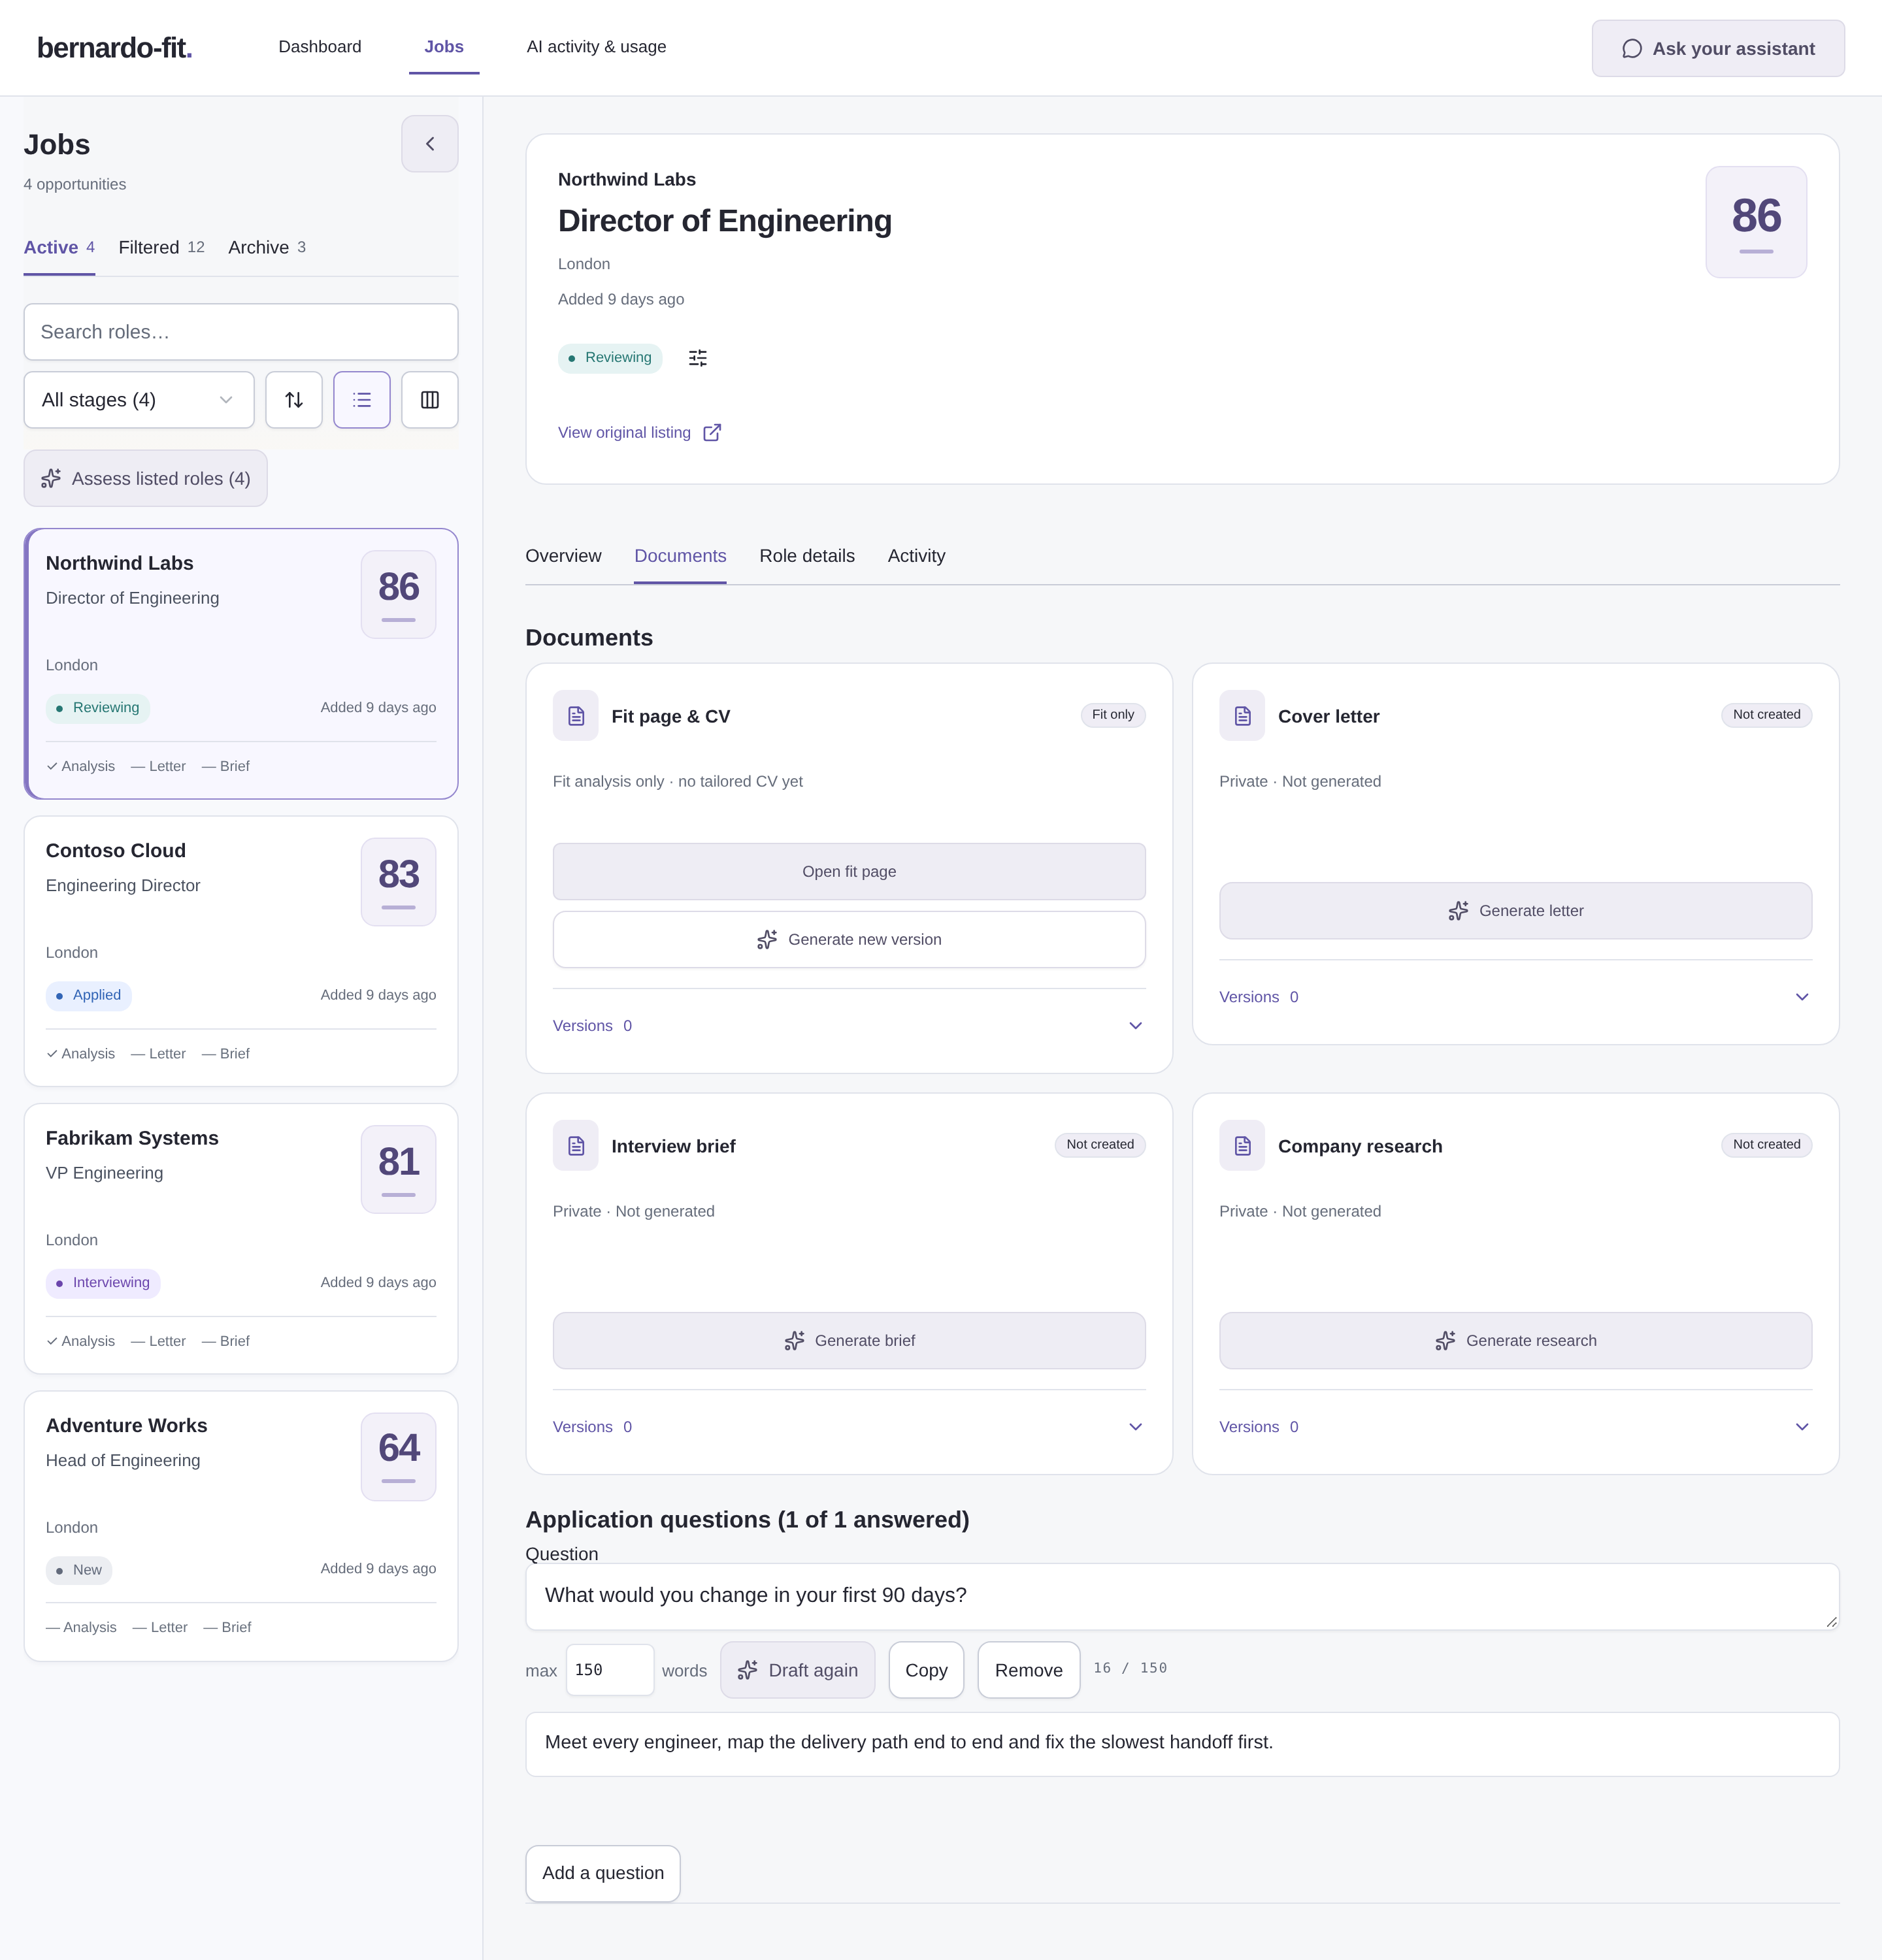 bernardo-fit.
Dashboard
Jobs
AI activity & usage
Ask your assistant
Jobs
4 opportunities
Active 4
Filtered 12
Archive 3
Search roles…
All stages (4)
Assess listed roles (4)
Northwind Labs
Director of Engineering
86
London
Reviewing
Added 9 days ago
Analysis — Letter — Brief
Contoso Cloud
Engineering Director
83
London
Applied
Added 9 days ago
Analysis — Letter — Brief
Fabrikam Systems
VP Engineering
81
London
Interviewing
Added 9 days ago
Analysis — Letter — Brief
Adventure Works
Head of Engineering
64
London
New
Added 9 days ago
— Analysis — Letter — Brief
Northwind Labs
Director of Engineering
86
London
Added 9 days ago
Reviewing
View original listing
Overview
Documents
Role details
Activity
Documents
Fit page & CV
Fit only
Fit analysis only · no tailored CV yet
Open fit page
Generate new version
Versions 0
Cover letter
Not created
Private · Not generated
Generate letter
Versions 0
Interview brief
Not created
Private · Not generated
Generate brief
Versions 0
Company research
Not created
Private · Not generated
Generate research
Versions 0
Application questions (1 of 1 answered)
Question
What would you change in your first 90 days?
max 150 words
Draft again
Copy
Remove
16 / 150
Meet every engineer, map the delivery path end to end and fix the slowest handoff first.
Add a question